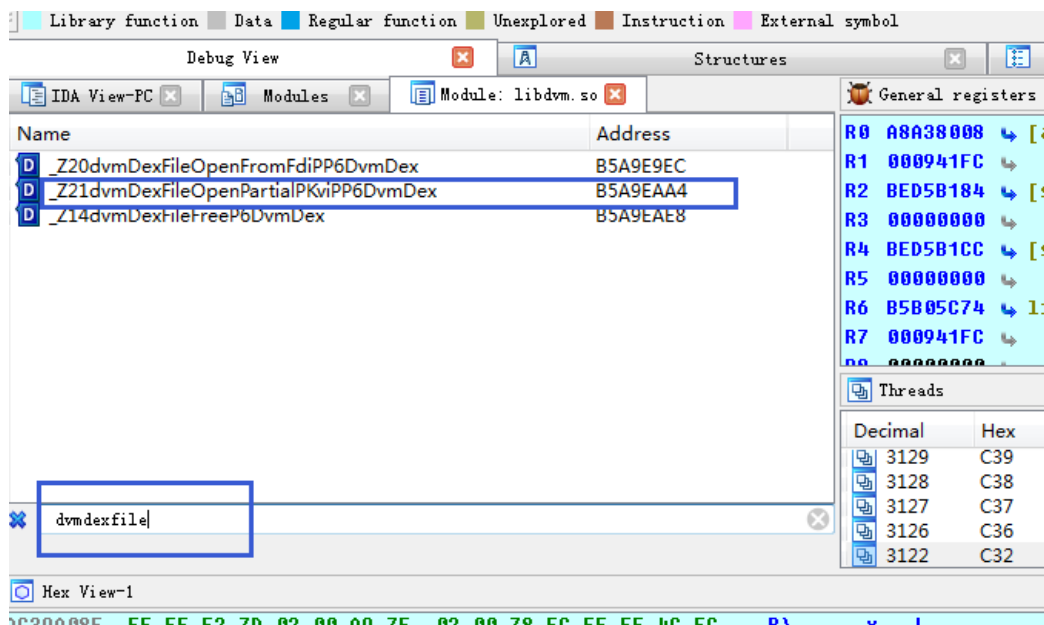 Library function Data Regular function Unexplored Instruction External symbol
Debug View Structures
IDA View-PC Modules Module: libdvm.so General registers
Name Address
_Z20dvmDexFileOpenFromFdiPP6DvmDex B5A9E9EC
_Z21dvmDexFileOpenPartialPKviPP6DvmDex B5A9EAA4
_Z14dvmDexFileFreeP6DvmDex B5A9EAE8
R0 A8A38008
R1 000941FC
R2 BED5B184 [s
R3 00000000
R4 BED5B1CC [s
R5 00000000
R6 B5B05C74 li
R7 000941FC
Threads
Decimal Hex
3129 C39
3128 C38
3127 C37
3126 C36
3122 C32
dvmdexfile
Hex View-1